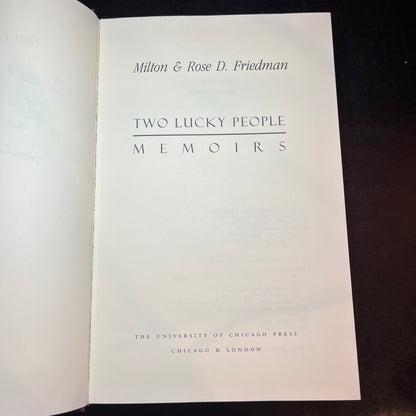 Milton & Rose D. Friedman
TWO LUCKY PEOPLE
MEMOIRS
THE UNIVERSITY OF CHICAGO PRESS
CHICAGO & LONDON